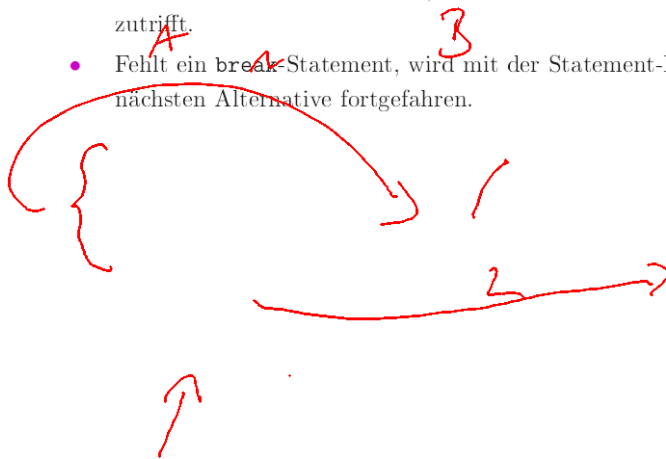 zutrifft.
A B
Fehlt ein break-Statement, wird mit der Statement-
nächsten Alternative fortgefahren.
2